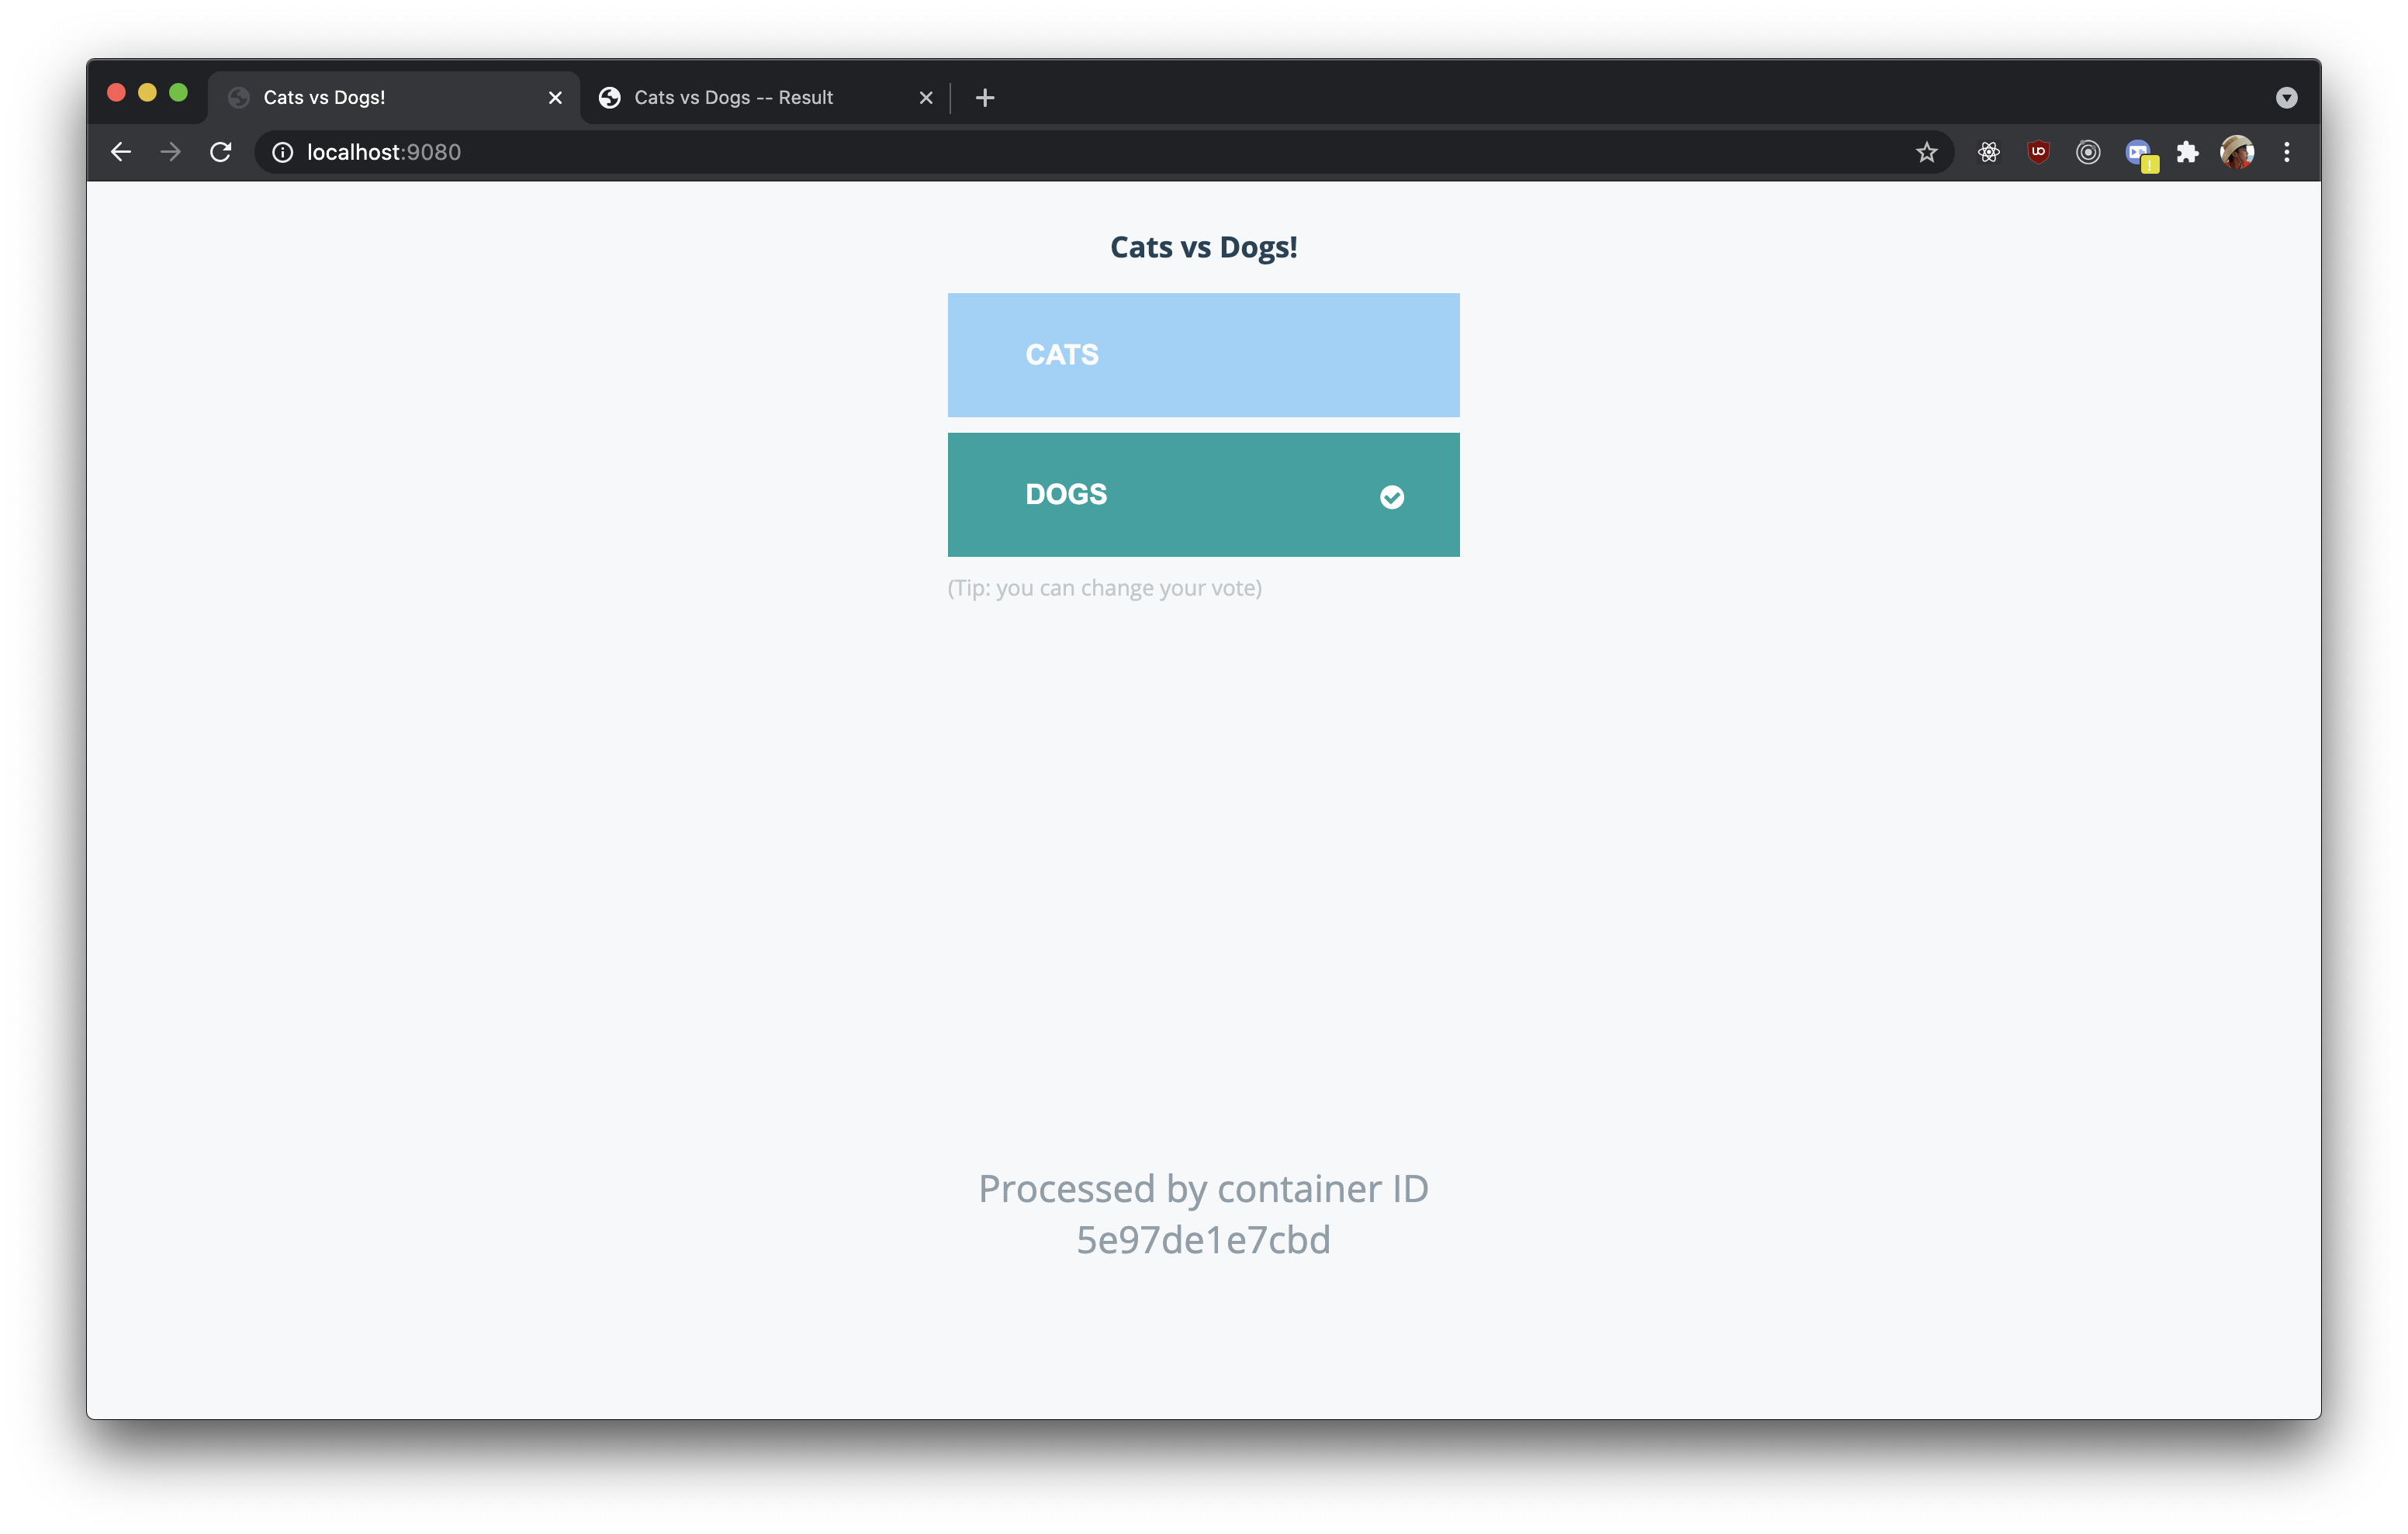 Cats vs Dogs!
Cats vs Dogs -- Result
localhost:9080
Cats vs Dogs!
CATS
DOGS
(Tip: you can change your vote)
Processed by container ID
5e97de1e7cbd